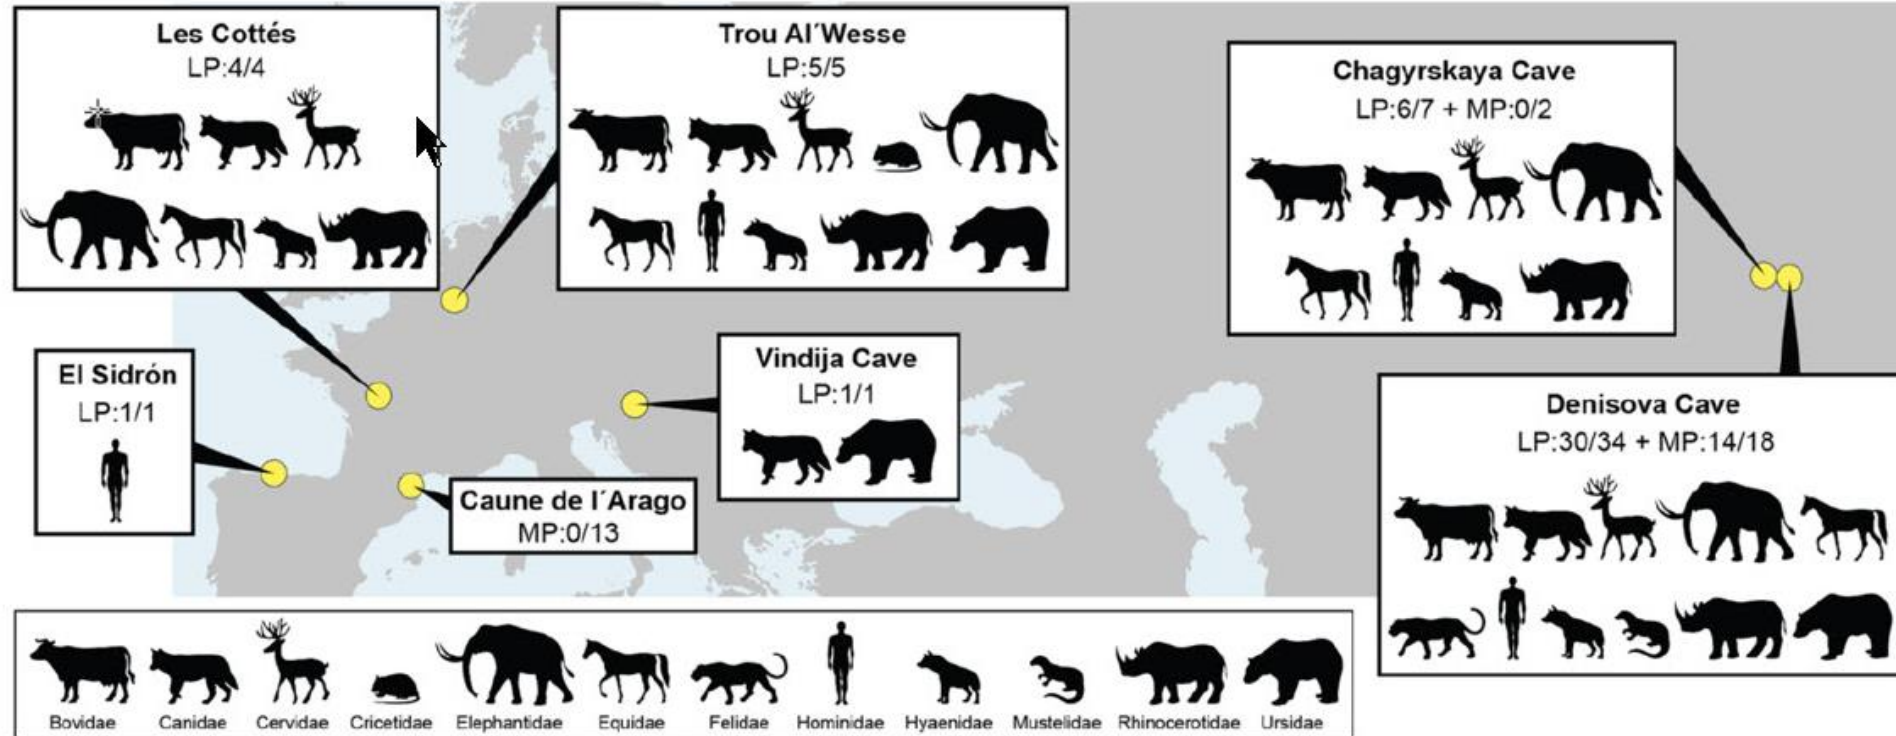 Les Cottés
LP:4/4
Trou Al´Wesse
LP:5/5
Chagyrskaya Cave
LP:6/7 + MP:0/2
El Sidrón
LP:1/1
Vindija Cave
LP:1/1
Caune de l´Arago
MP:0/13
Denisova Cave
LP:30/34 + MP:14/18
Bovidae Canidae Cervidae Cricetidae Elephantidae Equidae Felidae Hominidae Hyaenidae Mustelidae Rhinocerotidae Ursidae